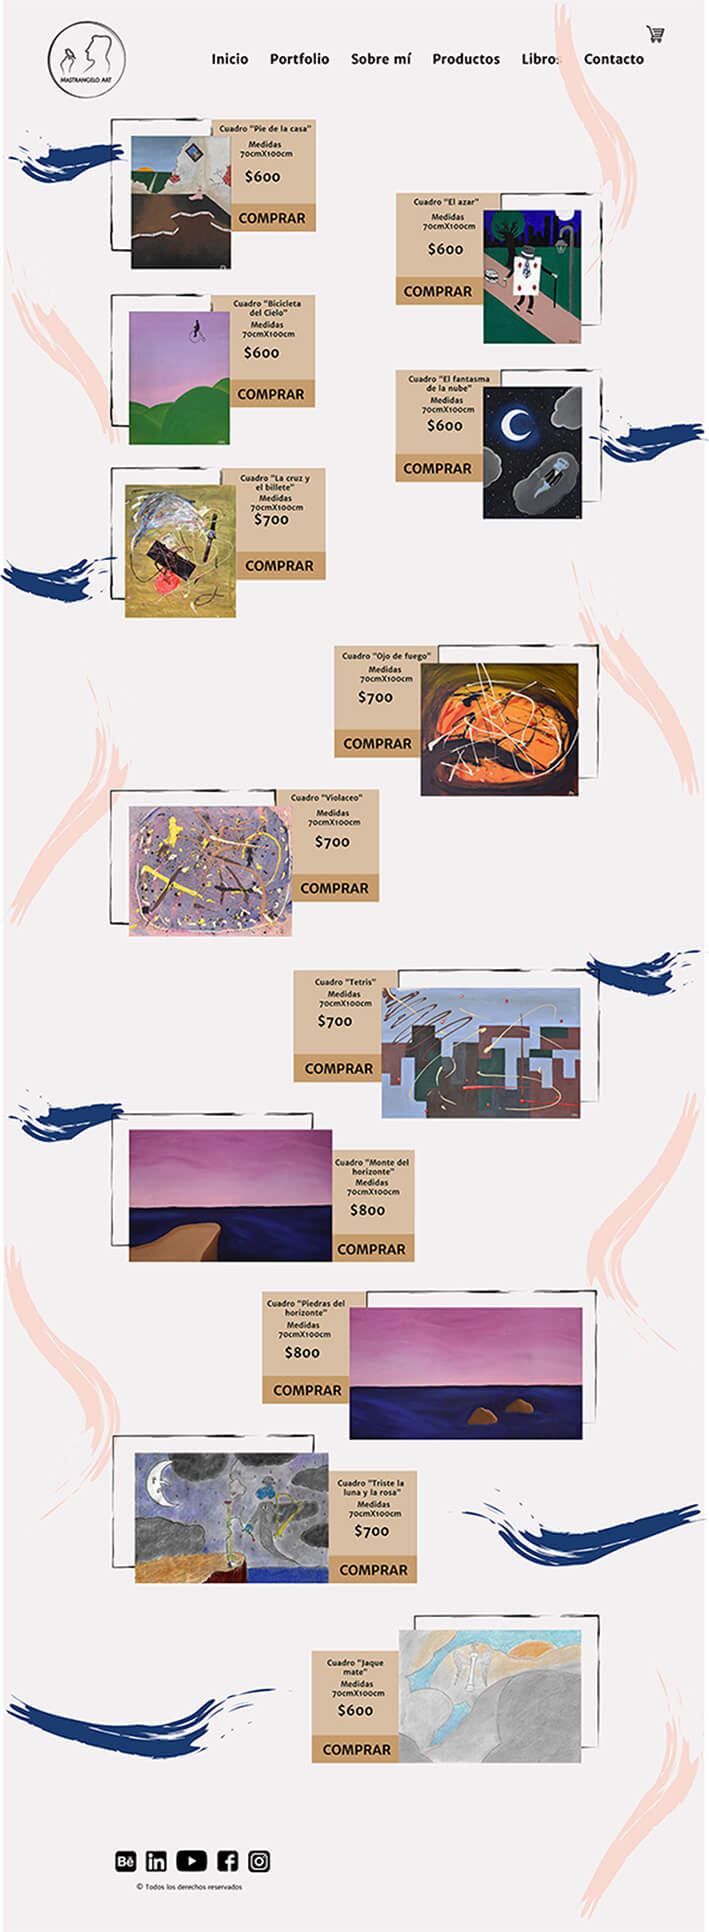 MASTRANGELO ART
Inicio Portfolio Sobre mí Productos Libros Contacto
Cuadro "Pie de la casa"
Medidas
70cmX100cm
$600
COMPRAR
Cuadro "El azar"
Medidas
70cmX100cm
$600
COMPRAR
Cuadro "Bicicleta
del Cielo"
Medidas
70cmX100cm
$600
COMPRAR
Cuadro "El fantasma
de la nube"
Medidas
70cmX100cm
$600
COMPRAR
Cuadro "La cruz y
el billete"
Medidas
70cmX100cm
$700
COMPRAR
Cuadro "Ojo de fuego"
Medidas
70cmX100cm
$700
COMPRAR
Cuadro "Violaceo"
Medidas
70cmX100cm
$700
COMPRAR
Cuadro "Tetris"
Medidas
70cmX100cm
$700
COMPRAR
Cuadro "Monte del
horizonte"
Medidas
70cmX100cm
$800
COMPRAR
Cuadro "Piedras del
horizonte"
Medidas
70cmX100cm
$800
COMPRAR
Cuadro "Triste la
luna y la rosa"
Medidas
70cmX100cm
$700
COMPRAR
Cuadro "Jaque
mate"
Medidas
70cmX100cm
$600
COMPRAR
Bē in f
© Todos los derechos reservados